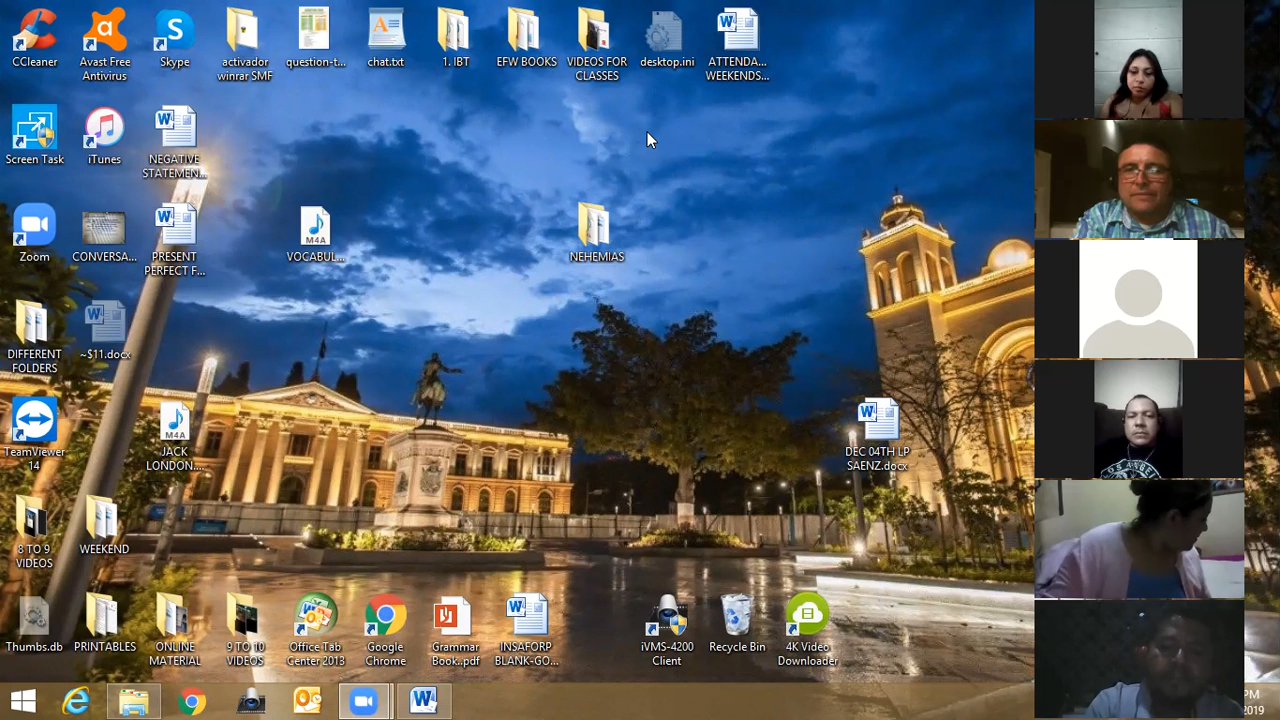 CCleaner
Avast Free
Antivirus
Skype
activador
winrar SMF
question-t...
chat.txt
1. IBT
EFW BOOKS
VIDEOS FOR
CLASSES
desktop.ini
ATTENDA...
WEEKENDS...
Screen Task
iTunes
NEGATIVE
STATEMEN...
Zoom
CONVERSA...
PRESENT
PERFECT F...
M4A
VOCABUL...
NEHEMIAS
DIFFERENT
FOLDERS
~$11.docx
TeamViewer
14
M4A
JACK
LONDON....
DEC 04TH LP
SAENZ.docx
LOS ANGELES
8 TO 9
VIDEOS
WEEKEND
Thumbs.db
PRINTABLES
ONLINE
MATERIAL
9 TO 10
VIDEOS
Office Tab
Center 2013
Google
Chrome
Grammar
Book..pdf
INSAFORP
BLANK-GO...
iVMS-4200
Client
Recycle Bin
4K Video
Downloader
PM
2019